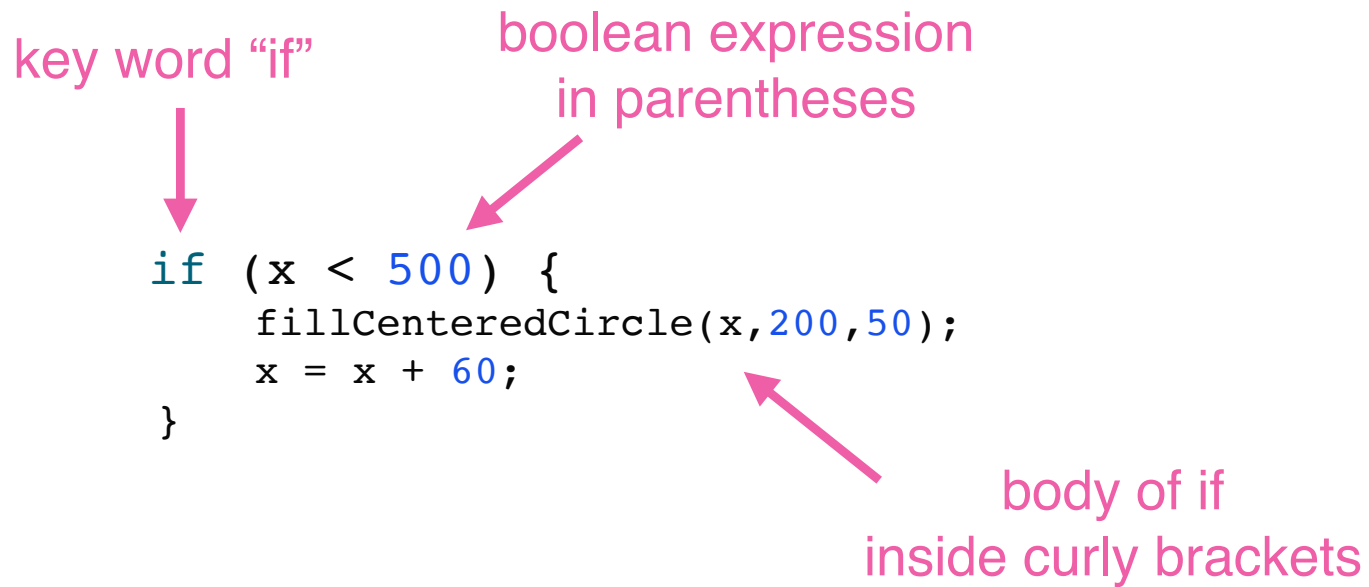 key word “if”
boolean expression
in parentheses
if (x < 500) {
fillCenteredCircle(x,200,50);
x = x + 60;
}
body of if
inside curly brackets